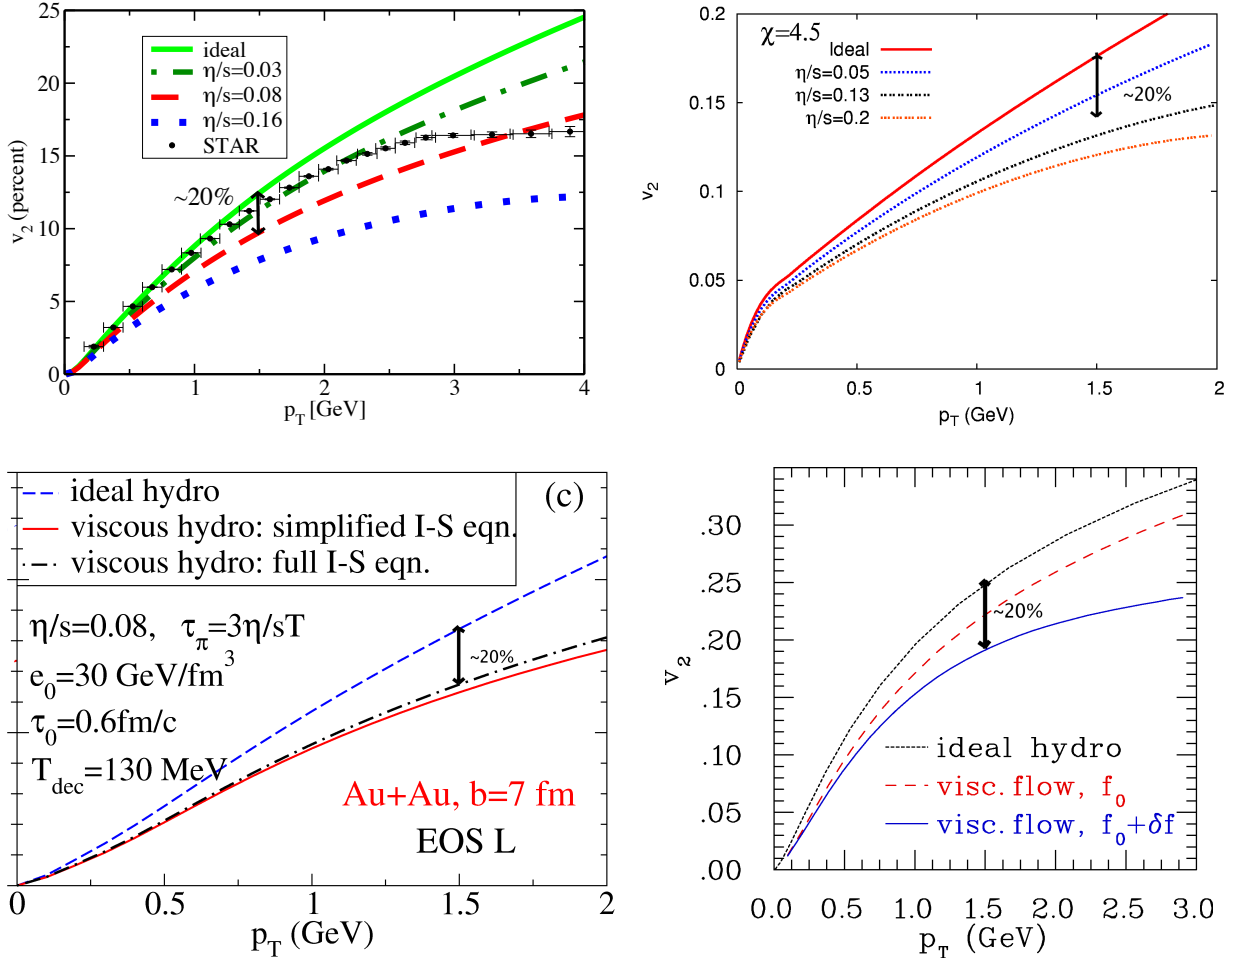 25
20
15
10
5
0
v2 (percent)
ideal
η/s=0.03
η/s=0.08
η/s=0.16
STAR
~20%
0 1 2 3 4
pT [GeV]
0.2
0.15
0.1
0.05
0
v2
χ=4.5
Ideal
η/s=0.05
η/s=0.13
η/s=0.2
~20%
0 0.5 1 1.5 2
pT (GeV)
ideal hydro
(c)
viscous hydro: simplified I-S eqn.
viscous hydro: full I-S eqn.
η/s=0.08, τπ=3η/sT
e0=30 GeV/fm3
~20%
τ0=0.6fm/c
Tdec=130 MeV
Au+Au, b=7 fm
EOS L
0 0.5 1 1.5 2
pT (GeV)
.30
.25
.20
.15
.10
.05
.00
v2
~20%
ideal hydro
visc.flow, f0
visc.flow, f0+δf
0.0 0.5 1.0 1.5 2.0 2.5 3.0
pT (GeV)